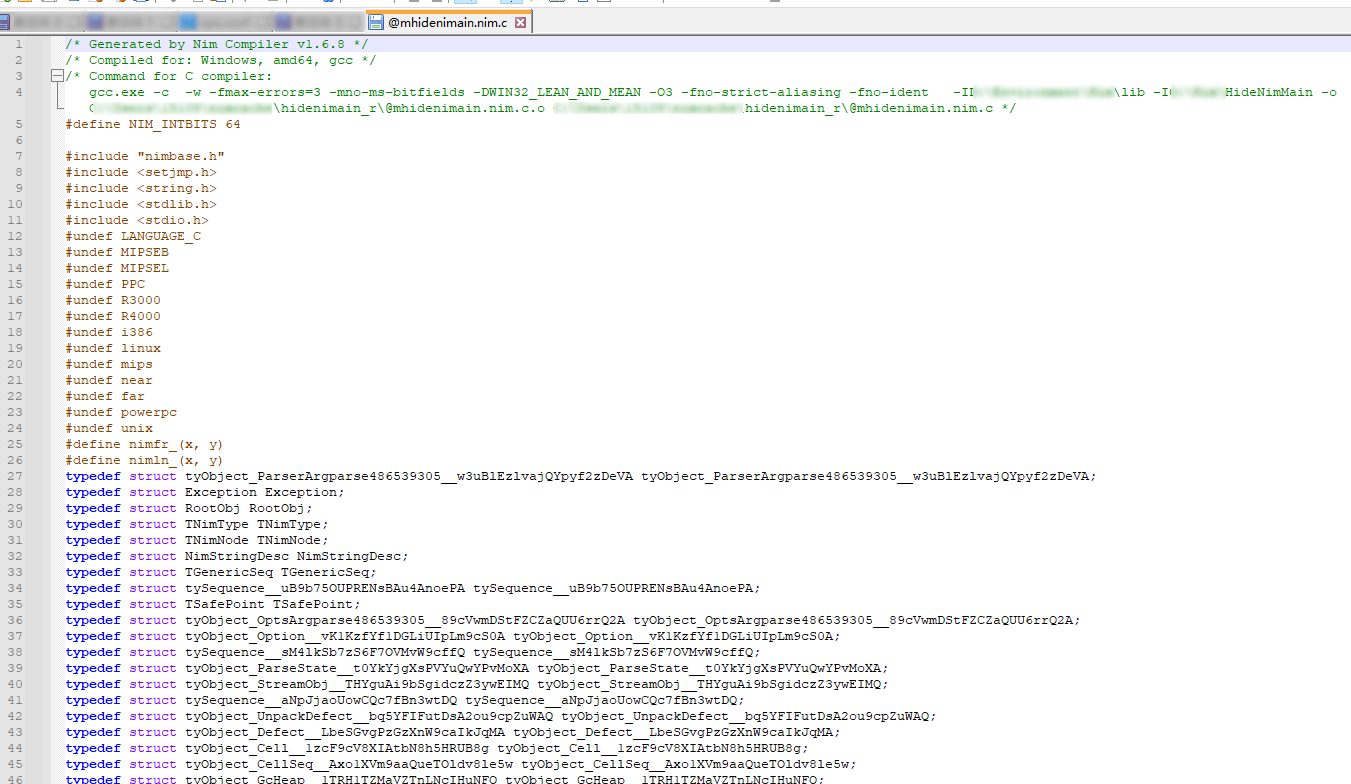 @mhidenimain.nim.c
1 /* Generated by Nim Compiler v1.6.8 */
2 /* Compiled for: Windows, amd64, gcc */
3 /* Command for C compiler:
4 gcc.exe -c -w -fmax-errors=3 -mno-ms-bitfields -DWIN32_LEAN_AND_MEAN -O3 -fno-strict-aliasing -fno-ident -ID \lib -I HideNimMain -o
\hidenimain_r\@mhidenimain.nim.c.o \hidenimain_r\@mhidenimain.nim.c */
5 #define NIM_INTBITS 64
6
7 #include "nimbase.h"
8 #include <setjmp.h>
9 #include <string.h>
10 #include <stdlib.h>
11 #include <stdio.h>
12 #undef LANGUAGE_C
13 #undef MIPSEB
14 #undef MIPSEL
15 #undef PPC
16 #undef R3000
17 #undef R4000
18 #undef i386
19 #undef linux
20 #undef mips
21 #undef near
22 #undef far
23 #undef powerpc
24 #undef unix
25 #define nimfr_(x, y)
26 #define nimln_(x, y)
27 typedef struct tyObject_ParserArgparse486539305__w3uBlEzlvajQYpyf2zDeVA tyObject_ParserArgparse486539305__w3uBlEzlvajQYpyf2zDeVA;
28 typedef struct Exception Exception;
29 typedef struct RootObj RootObj;
30 typedef struct TNimType TNimType;
31 typedef struct TNimNode TNimNode;
32 typedef struct NimStringDesc NimStringDesc;
33 typedef struct TGenericSeq TGenericSeq;
34 typedef struct tySequence__uB9b75OUPRENsBAu4AnoePA tySequence__uB9b75OUPRENsBAu4AnoePA;
35 typedef struct TSafePoint TSafePoint;
36 typedef struct tyObject_OptsArgparse486539305__89cVwmDStFZCZaQUU6rrQ2A tyObject_OptsArgparse486539305__89cVwmDStFZCZaQUU6rrQ2A;
37 typedef struct tyObject_Option__vKlKzfYf1DGLiUIpLm9cS0A tyObject_Option__vKlKzfYf1DGLiUIpLm9cS0A;
38 typedef struct tySequence__sM4lkSb7zS6F7OVMvW9cffQ tySequence__sM4lkSb7zS6F7OVMvW9cffQ;
39 typedef struct tyObject_ParseState__t0YkYjgXsPVYuQwYPvMoXA tyObject_ParseState__t0YkYjgXsPVYuQwYPvMoXA;
40 typedef struct tyObject_StreamObj__THYguAi9bSgidczZ3ywEIMQ tyObject_StreamObj__THYguAi9bSgidczZ3ywEIMQ;
41 typedef struct tySequence__aNpJjaoUowCQc7fBn3wtDQ tySequence__aNpJjaoUowCQc7fBn3wtDQ;
42 typedef struct tyObject_UnpackDefect__bq5YFIFutDsA2ou9cpZuWAQ tyObject_UnpackDefect__bq5YFIFutDsA2ou9cpZuWAQ;
43 typedef struct tyObject_Defect__LbeSGvgPzGzXnW9caIkJqMA tyObject_Defect__LbeSGvgPzGzXnW9caIkJqMA;
44 typedef struct tyObject_Cell__1zcF9cV8XIAtbN8h5HRUB8g tyObject_Cell__1zcF9cV8XIAtbN8h5HRUB8g;
45 typedef struct tyObject_CellSeq__AxolXVm9aaQueTOldv8le5w tyObject_CellSeq__AxolXVm9aaQueTOldv8le5w;
46 typedef struct tyObject_GcHeap__1TRH1TZMaVZTnLNcIHuNFQ tyObject_GcHeap__1TRH1TZMaVZTnLNcIHuNFQ;